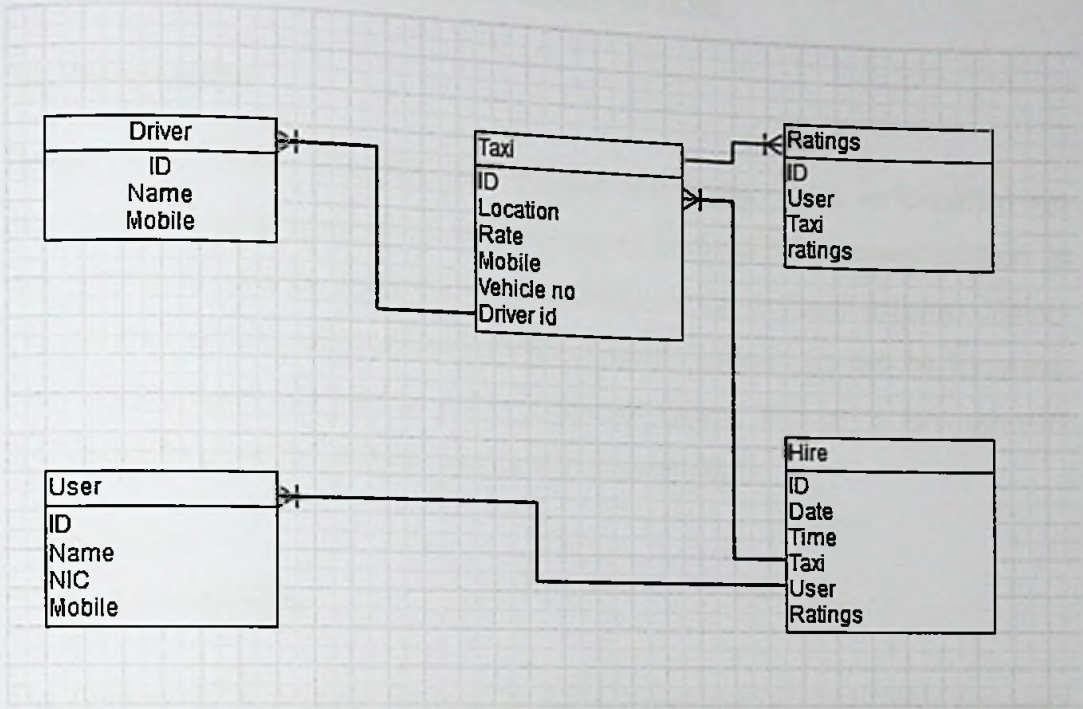 Driver
ID
Name
Mobile
Taxi
ID
Location
Rate
Mobile
Vehicle no
Driver id
Ratings
ID
User
Taxi
ratings
User
ID
Name
NIC
Mobile
Hire
ID
Date
Time
Taxi
User
Ratings